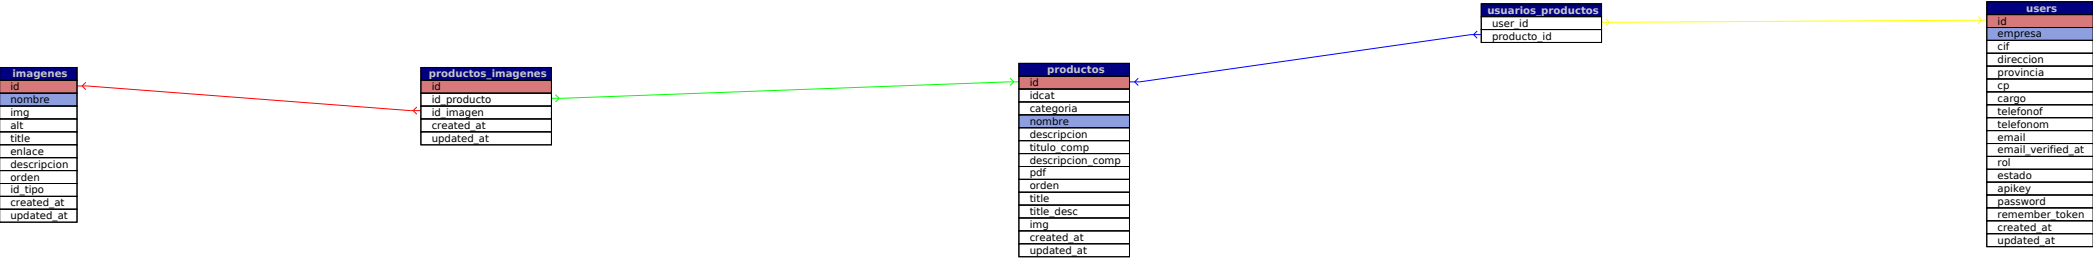 imagenes
id
nombre
img
alt
title
enlace
descripcion
orden
id_tipo
created_at
updated_at
productos_imagenes
id
id_producto
id_imagen
created_at
updated_at
productos
id
idcat
categoria
nombre
descripcion
titulo_comp
descripcion_comp
pdf
orden
title
title_desc
img
created_at
updated_at
usuarios_productos
user_id
producto_id
users
id
empresa
cif
direccion
provincia
cp
cargo
telefonof
telefonom
email
email_verified_at
rol
estado
apikey
password
remember_token
created_at
updated_at